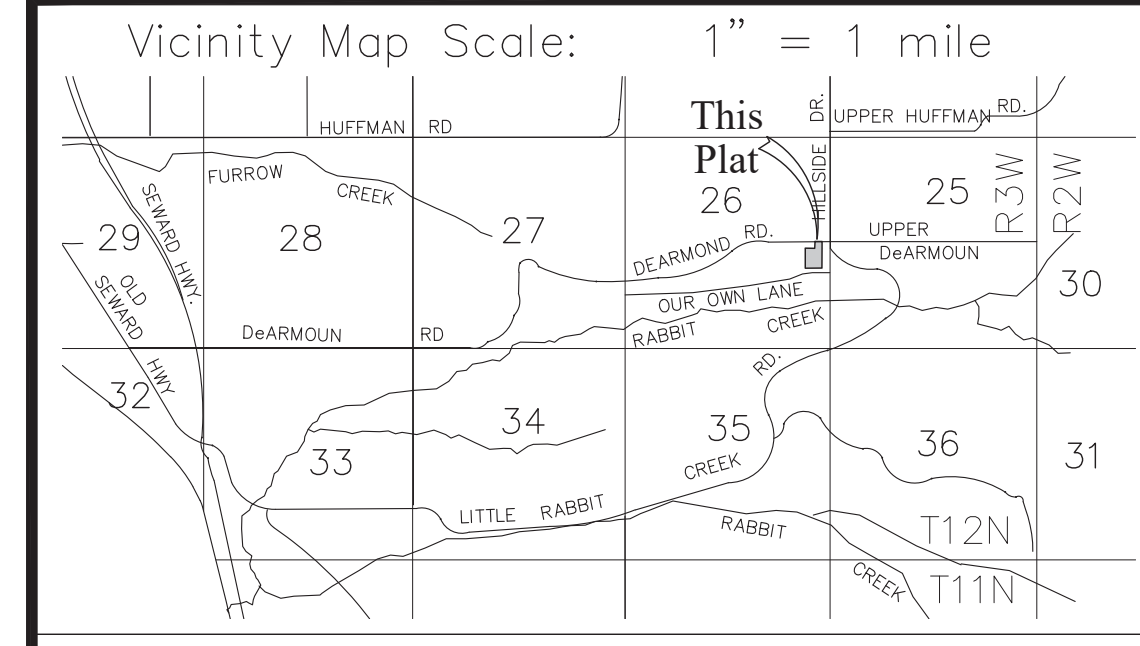 Vicinity Map Scale: 1” = 1 mile
HUFFMAN RD
This
Plat
HILLSIDE DR.
UPPER HUFFMAN RD.
R3W
R2W
FURROW
CREEK
SEWARD HWY.
29
28
27
26
25
30
DEARMOND RD.
UPPER
DeARMOUN
OLD
SEWARD
HWY
OUR OWN LANE
RABBIT CREEK
DeARMOUN RD
32
33
34
35
36
31
RD.
CREEK
LITTLE RABBIT
RABBIT
CREEK
T12N
T11N